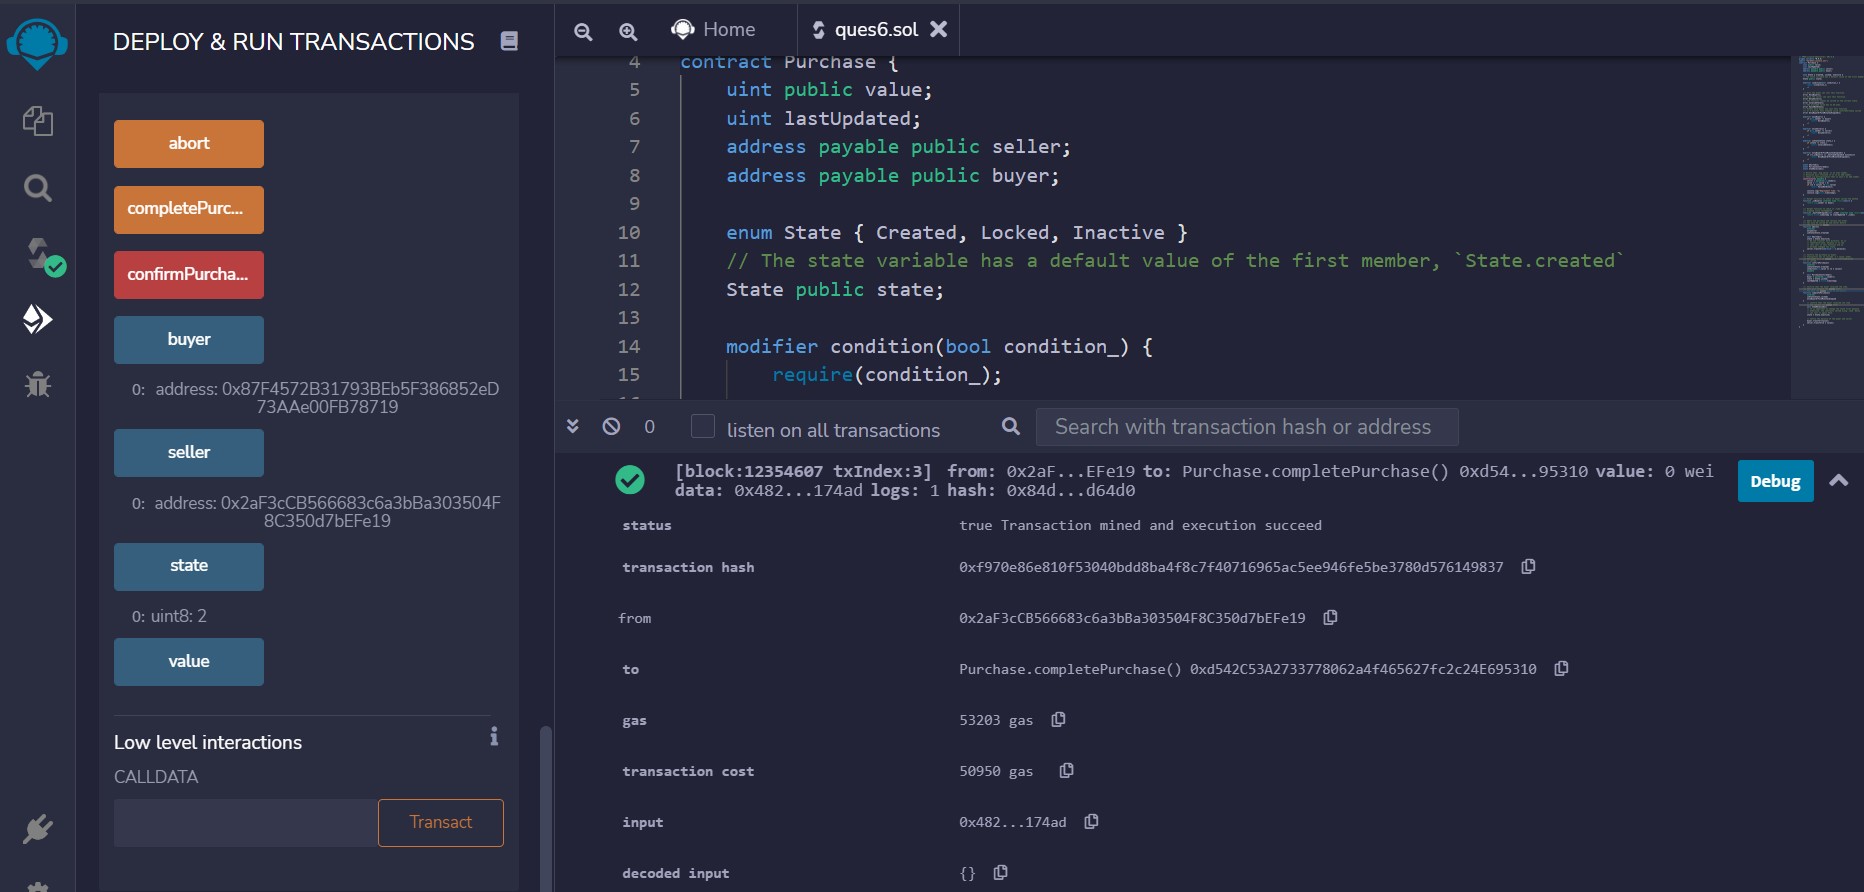 DEPLOY & RUN TRANSACTIONS
abort
completePurc...
confirmPurcha...
buyer
0: address: 0x87F4572B31793BEb5F386852eD
73AAe00FB78719
seller
0: address: 0x2aF3cCB566683c6a3bBa303504F
8C350d7bEFe19
state
0: uint8: 2
value
Low level interactions
CALLDATA
Transact
Home
ques6.sol
4 contract Purchase {
5 uint public value;
6 uint lastUpdated;
7 address payable public seller;
8 address payable public buyer;
9
10 enum State { Created, Locked, Inactive }
11 // The state variable has a default value of the first member, `State.created`
12 State public state;
13
14 modifier condition(bool condition_) {
15 require(condition_);
0
listen on all transactions
Search with transaction hash or address
[block:12354607 txIndex:3] from: 0x2aF...EFe19 to: Purchase.completePurchase() 0xd54...95310 value: 0 wei
data: 0x482...174ad logs: 1 hash: 0x84d...d64d0
Debug
status true Transaction mined and execution succeed
transaction hash 0xf970e86e810f53040bdd8ba4f8c7f40716965ac5ee946fe5be3780d576149837
from 0x2aF3cCB566683c6a3bBa303504F8C350d7bEFe19
to Purchase.completePurchase() 0xd542C53A2733778062a4f465627fc2c24E695310
gas 53203 gas
transaction cost 50950 gas
input 0x482...174ad
decoded input {}